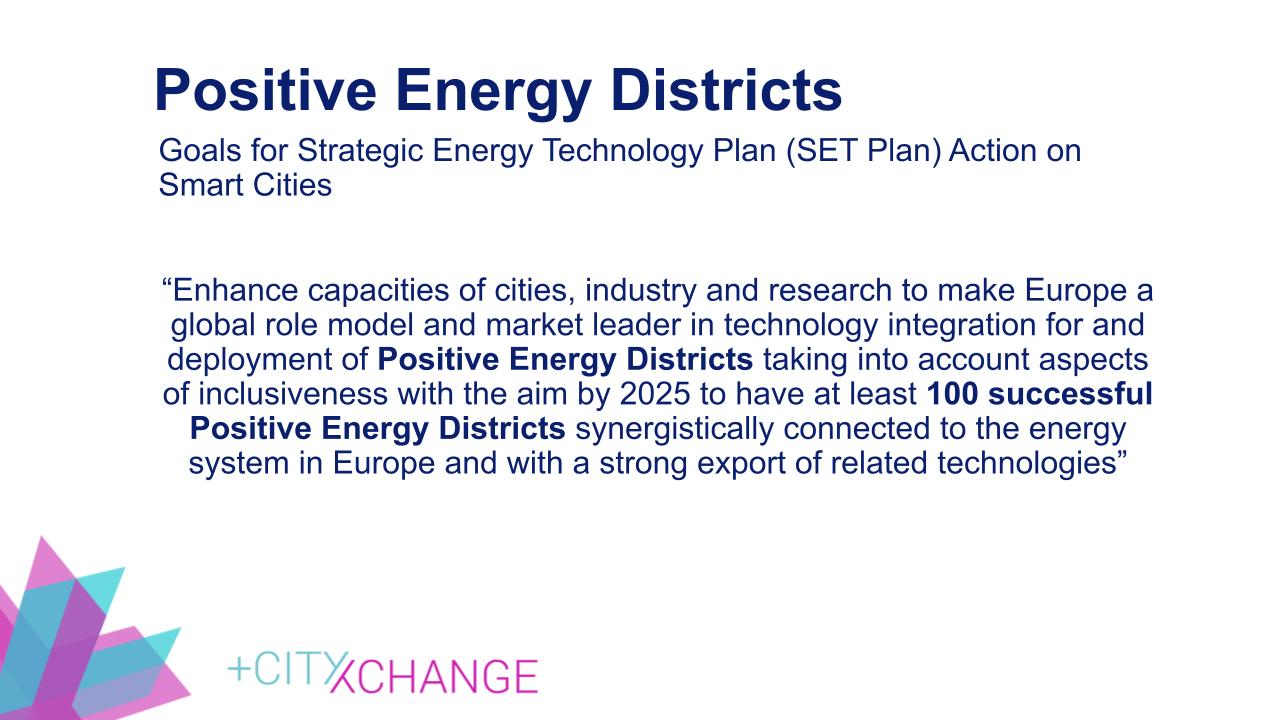 Positive Energy Districts
Goals for Strategic Energy Technology Plan (SET Plan) Action on
Smart Cities
“Enhance capacities of cities, industry and research to make Europe a
global role model and market leader in technology integration for and
deployment of Positive Energy Districts taking into account aspects
of inclusiveness with the aim by 2025 to have at least 100 successful
Positive Energy Districts synergistically connected to the energy
system in Europe and with a strong export of related technologies”
+CITYXCHANGE